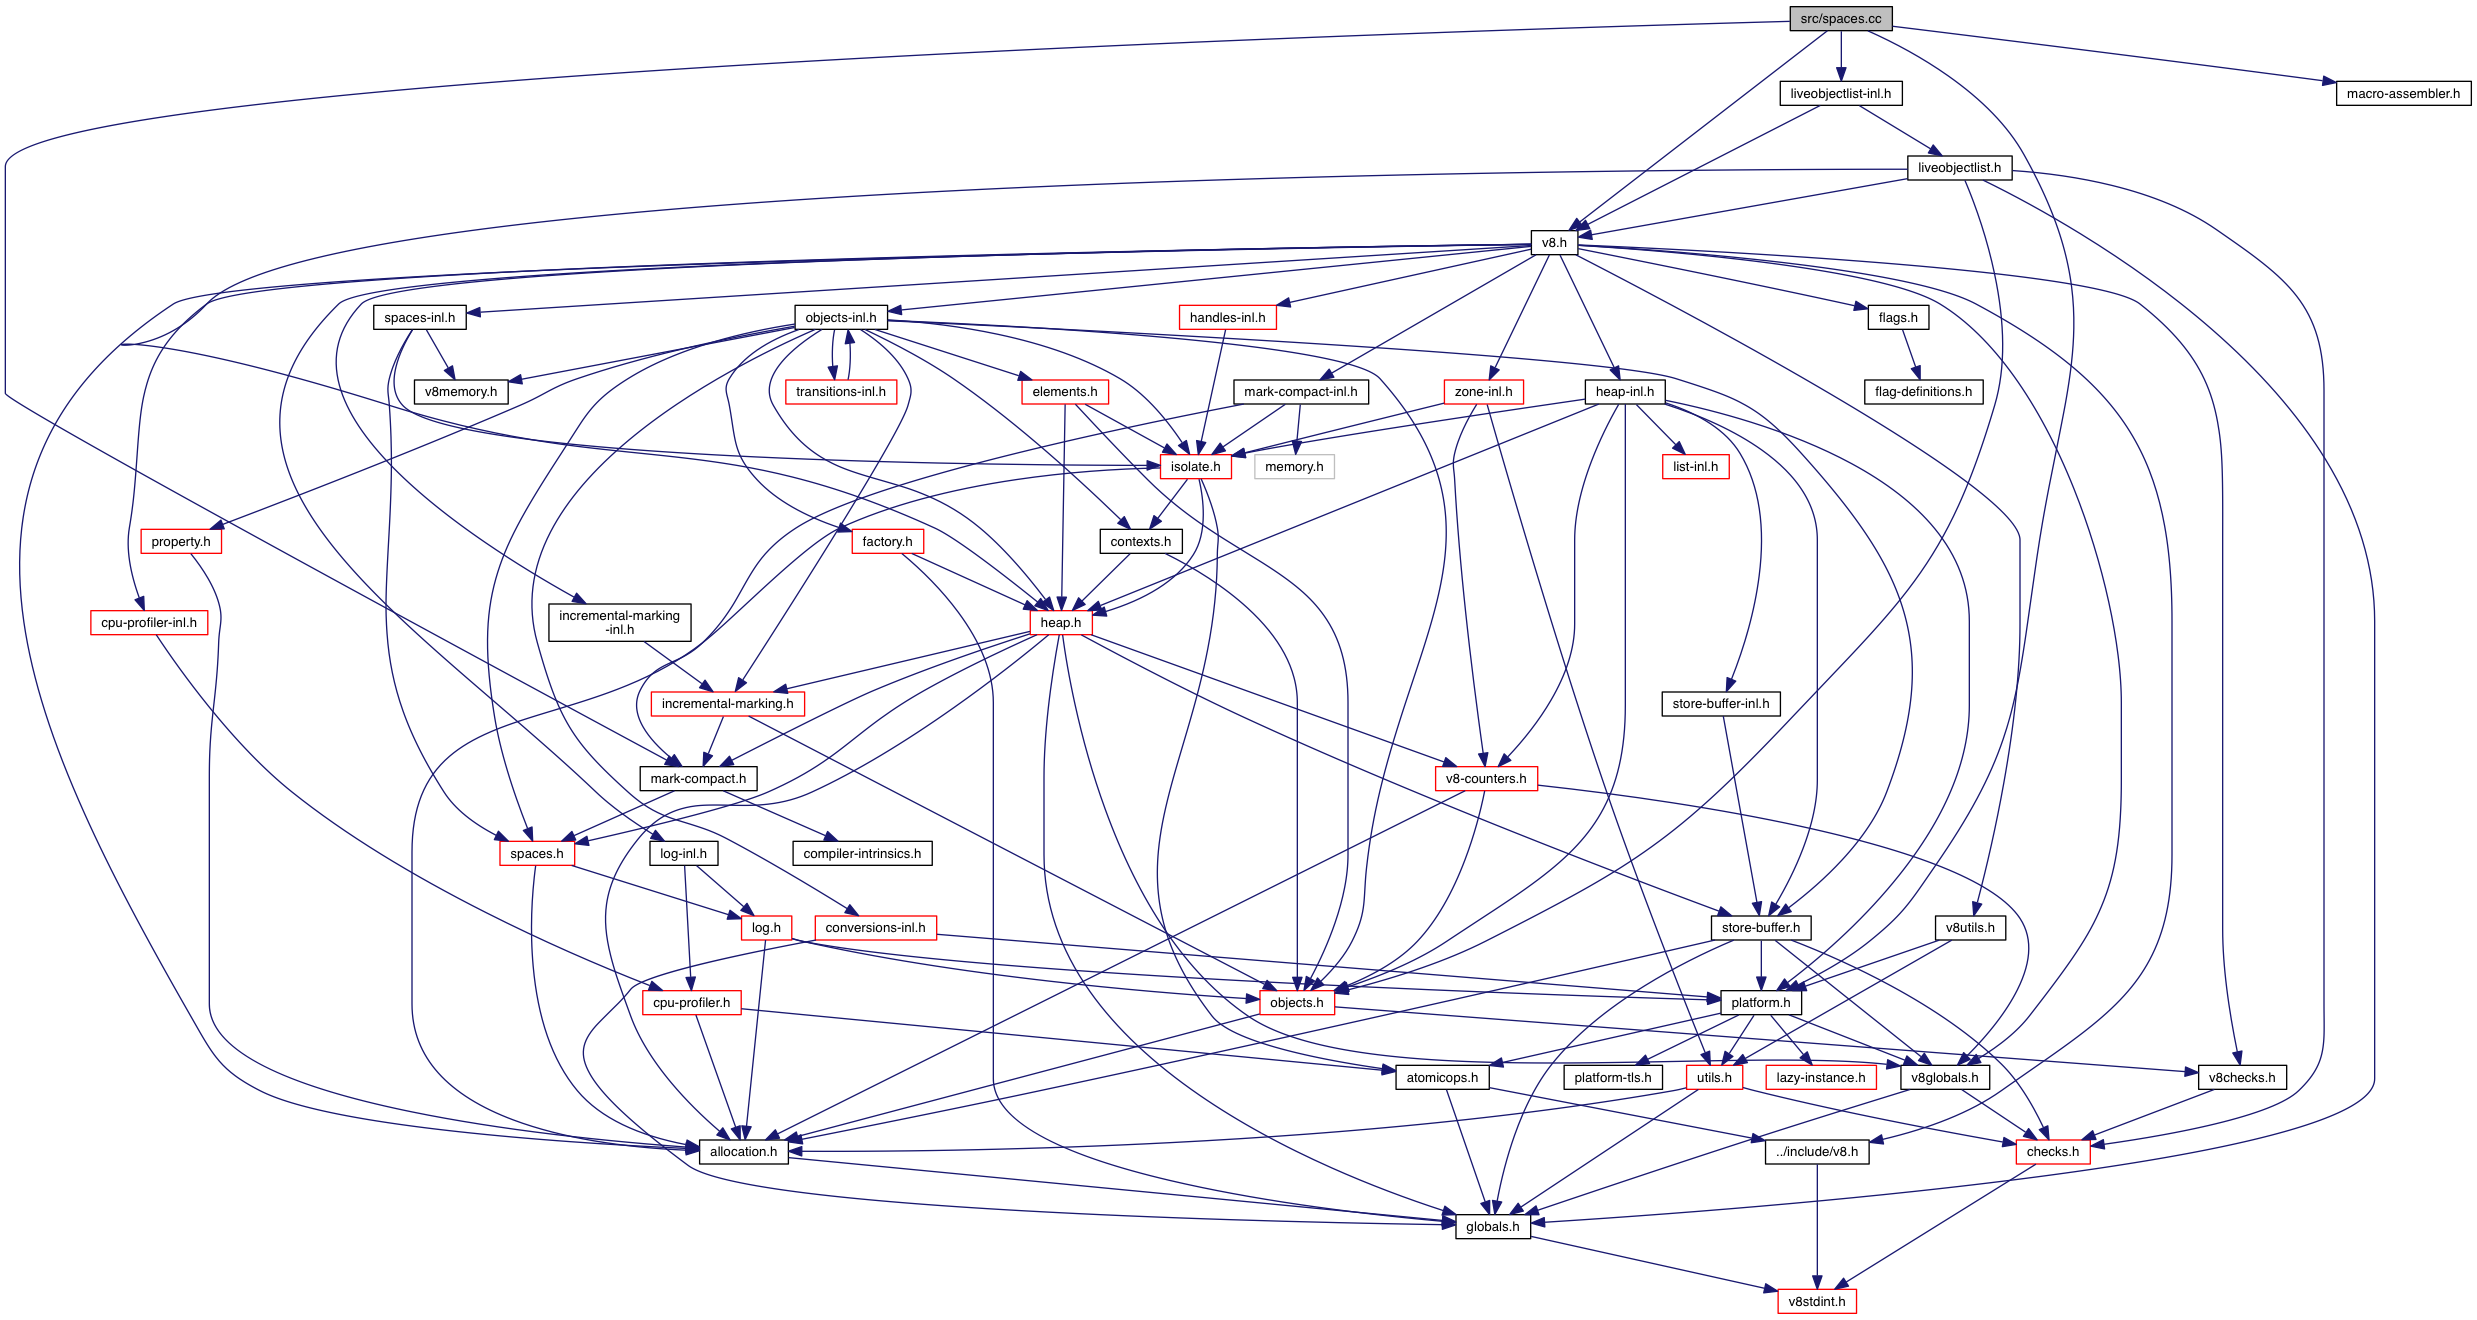 src/spaces.cc
liveobjectlist-inl.h
macro-assembler.h
liveobjectlist.h
v8.h
spaces-inl.h
objects-inl.h
handles-inl.h
flags.h
v8memory.h
transitions-inl.h
elements.h
mark-compact-inl.h
zone-inl.h
heap-inl.h
flag-definitions.h
isolate.h
memory.h
list-inl.h
property.h
factory.h
contexts.h
cpu-profiler-inl.h
incremental-marking
-inl.h
heap.h
incremental-marking.h
store-buffer-inl.h
mark-compact.h
v8-counters.h
spaces.h
log-inl.h
compiler-intrinsics.h
log.h
conversions-inl.h
store-buffer.h
v8utils.h
cpu-profiler.h
objects.h
platform.h
atomicops.h
platform-tls.h
utils.h
lazy-instance.h
v8globals.h
v8checks.h
allocation.h
../include/v8.h
checks.h
globals.h
v8stdint.h